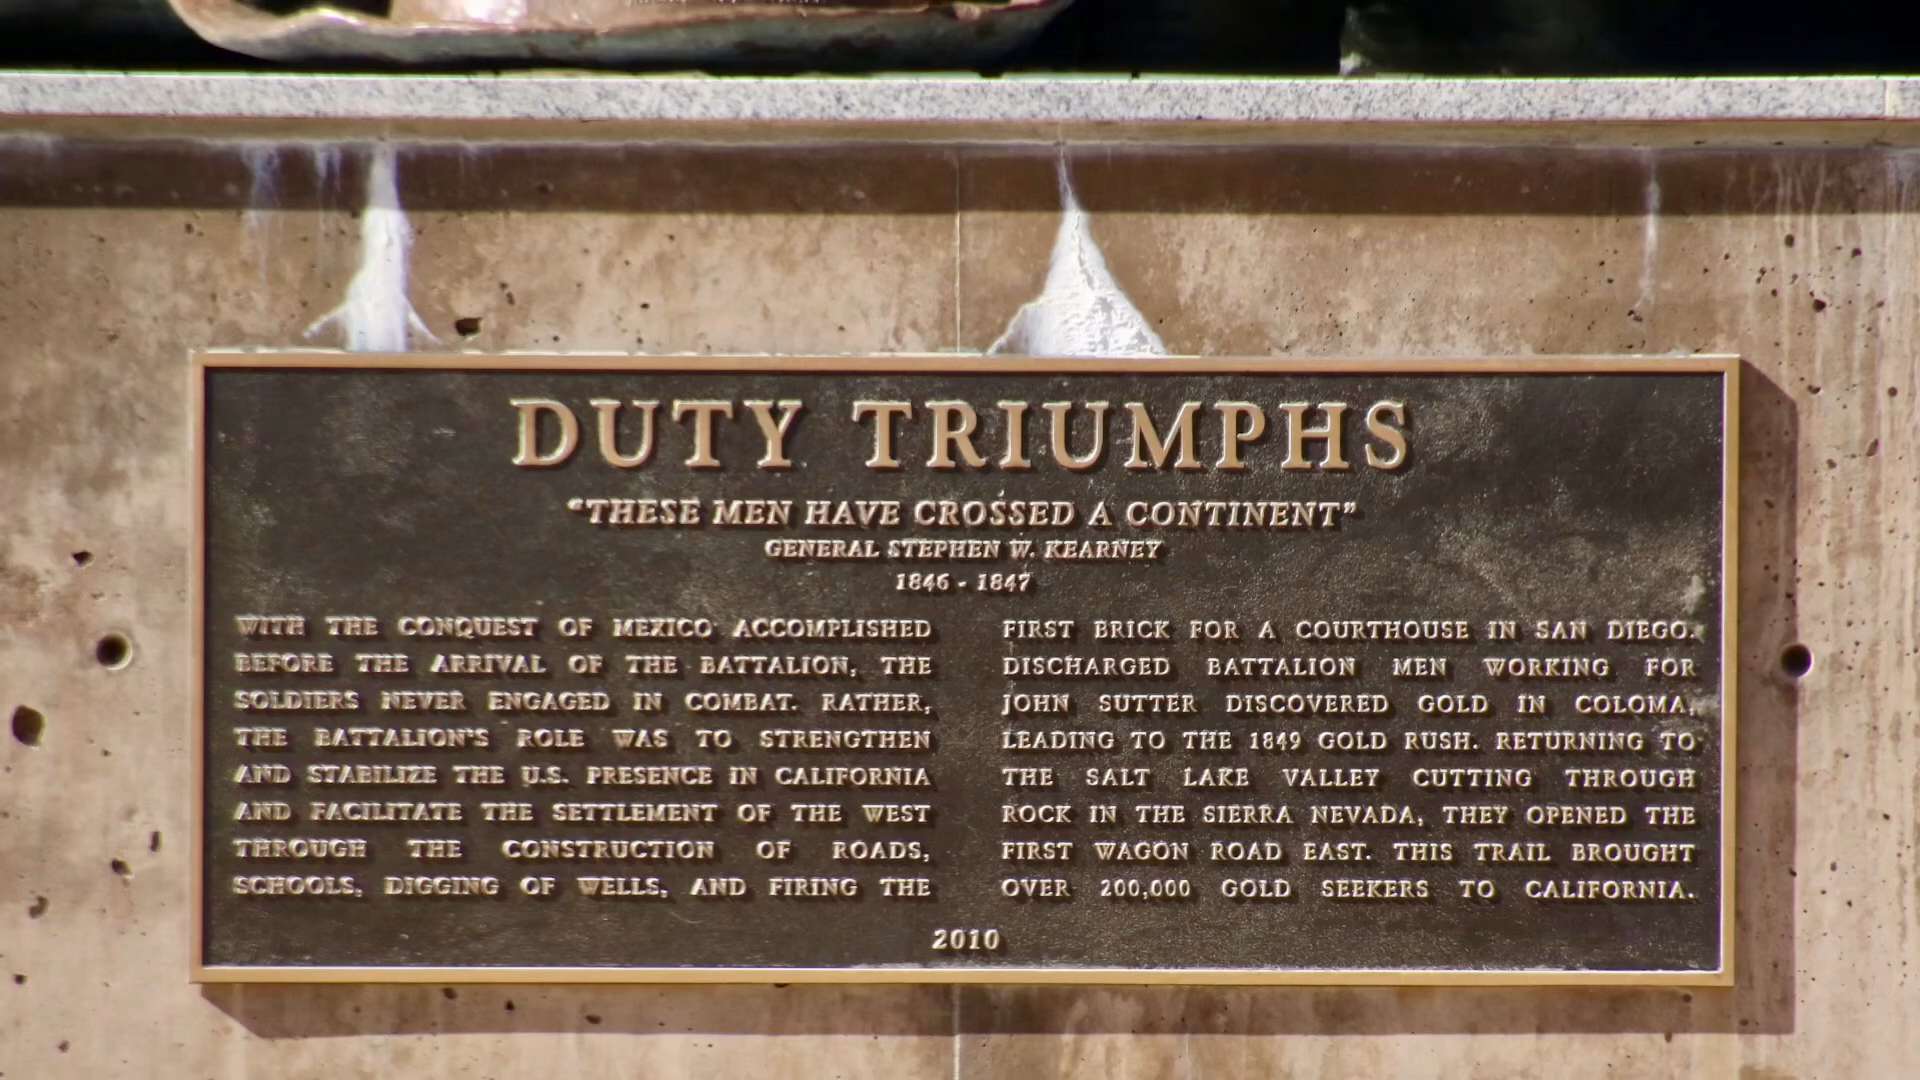 DUTY TRIUMPHS
“THESE MEN HAVE CROSSED A CONTINENT”
GENERAL STEPHEN W. KEARNEY
1846 - 1847
WITH THE CONQUEST OF MEXICO ACCOMPLISHED
BEFORE THE ARRIVAL OF THE BATTALION, THE
SOLDIERS NEVER ENGAGED IN COMBAT. RATHER,
THE BATTALION'S ROLE WAS TO STRENGTHEN
AND STABILIZE THE U.S. PRESENCE IN CALIFORNIA
AND FACILITATE THE SETTLEMENT OF THE WEST
THROUGH THE CONSTRUCTION OF ROADS,
SCHOOLS, DIGGING OF WELLS, AND FIRING THE
FIRST BRICK FOR A COURTHOUSE IN SAN DIEGO.
DISCHARGED BATTALION MEN WORKING FOR
JOHN SUTTER DISCOVERED GOLD IN COLOMA,
LEADING TO THE 1849 GOLD RUSH. RETURNING TO
THE SALT LAKE VALLEY CUTTING THROUGH
ROCK IN THE SIERRA NEVADA, THEY OPENED THE
FIRST WAGON ROAD EAST. THIS TRAIL BROUGHT
OVER 200,000 GOLD SEEKERS TO CALIFORNIA.
2010